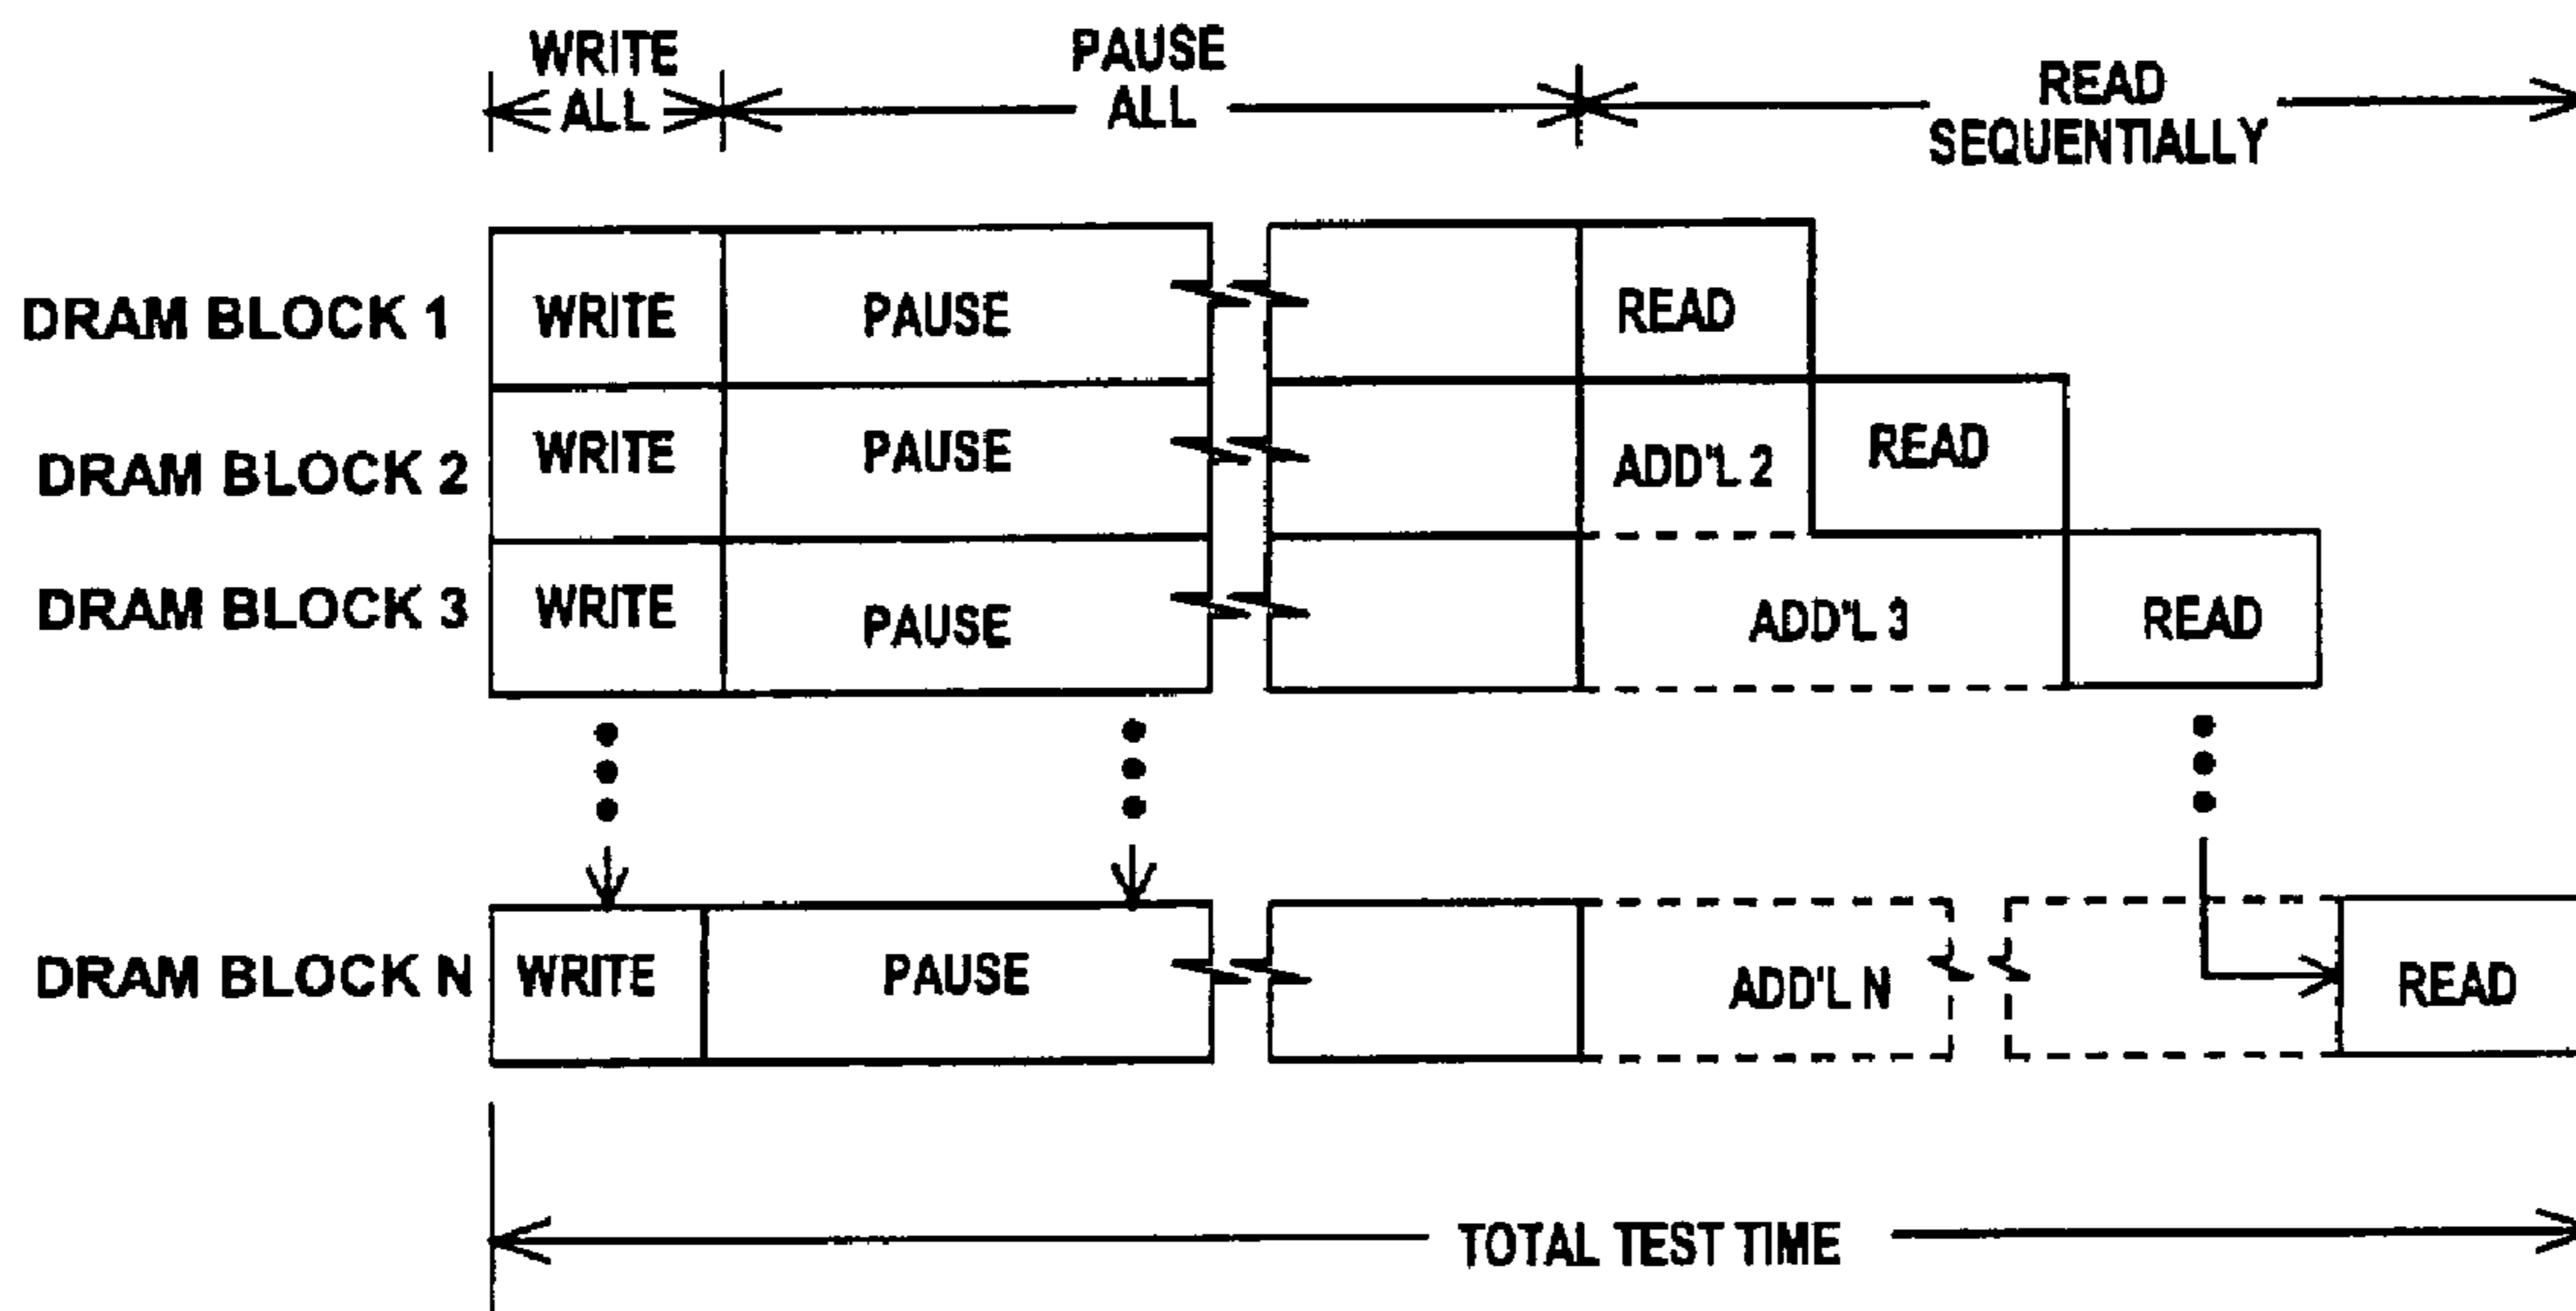 WRITE
ALL
PAUSE
ALL
READ
SEQUENTIALLY
DRAM BLOCK 1 WRITE PAUSE READ
DRAM BLOCK 2 WRITE PAUSE ADD'L 2 READ
DRAM BLOCK 3 WRITE PAUSE ADD'L 3 READ
DRAM BLOCK N WRITE PAUSE ADD'L N READ
TOTAL TEST TIME